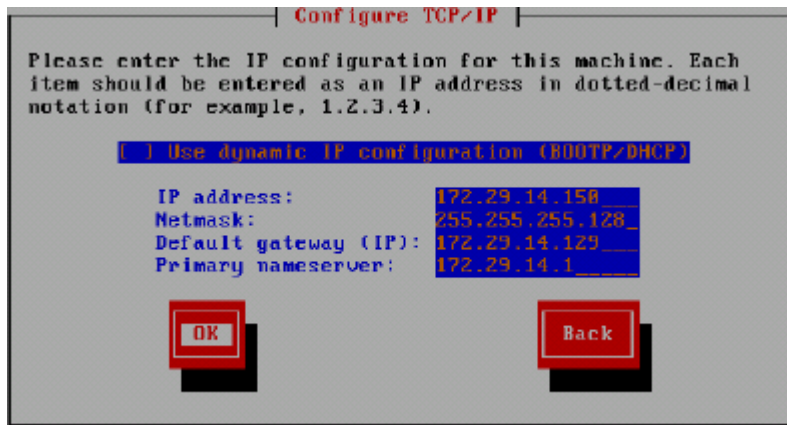 Configure TCP/IP
Please enter the IP configuration for this machine. Each
item should be entered as an IP address in dotted-decimal
notation (for example, 1.2.3.4).
[ ] Use dynamic IP configuration (BOOTP/DHCP)
IP address: 172.29.14.150___
Netmask: 255.255.255.128_
Default gateway (IP): 172.29.14.129___
Primary nameserver: 172.29.14.1_____
OK Back